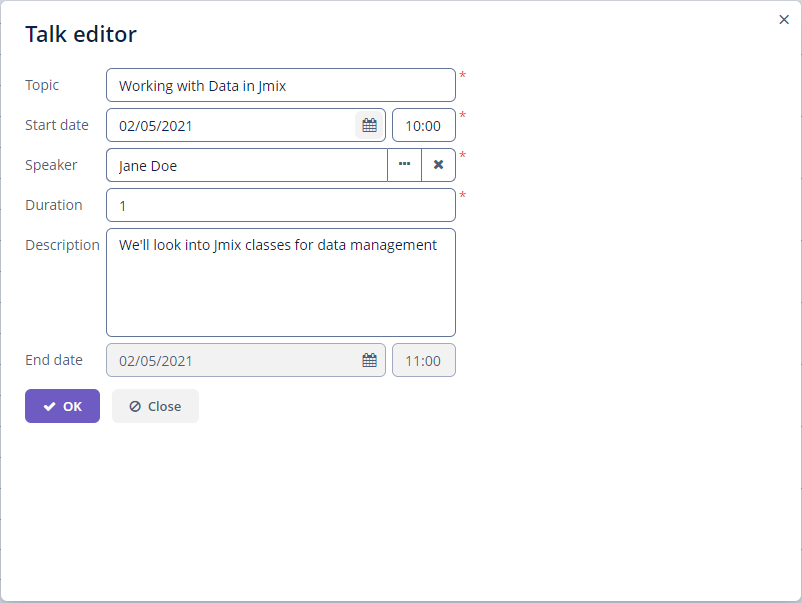 Talk editor
Topic Working with Data in Jmix *
Start date 02/05/2021 10:00 *
Speaker Jane Doe *
Duration 1 *
Description We'll look into Jmix classes for data management
End date 02/05/2021 11:00
OK Close